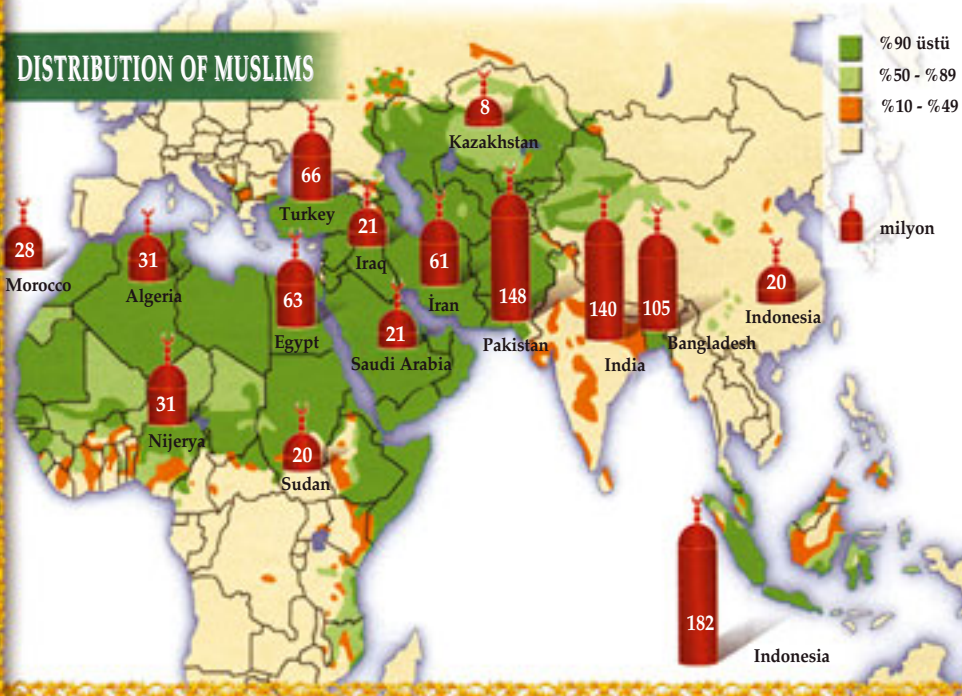 DISTRIBUTION OF MUSLIMS
%90 üstü
%50 - %89
%10 - %49
milyon
8
Kazakhstan
66
Turkey
21
Iraq
61
İran
148
Pakistan
140
India
105
Bangladesh
20
Indonesia
28
Morocco
31
Algeria
63
Egypt
21
Saudi Arabia
31
Nijerya
20
Sudan
182
Indonesia